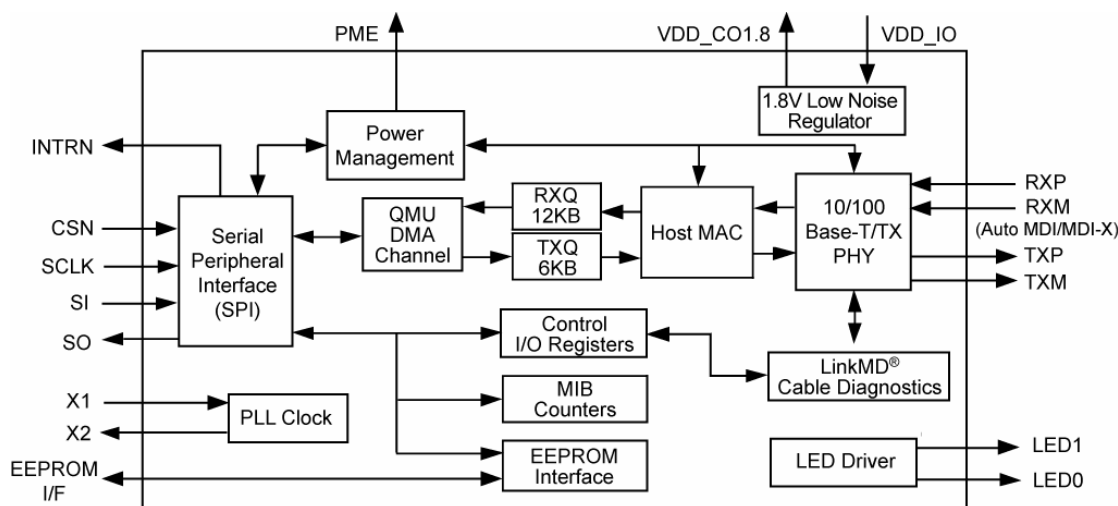 PME
VDD_CO1.8
VDD_IO
1.8V Low Noise
Regulator
Power
Management
INTRN
CSN
SCLK
SI
SO
Serial
Peripheral
Interface
(SPI)
QMU
DMA
Channel
RXQ
12KB
TXQ
6KB
Host MAC
10/100
Base-T/TX
PHY
RXP
RXM
(Auto MDI/MDI-X)
TXP
TXM
Control
I/O Registers
LinkMD®
Cable Diagnostics
MIB
Counters
X1
X2
PLL Clock
EEPROM
I/F
EEPROM
Interface
LED Driver
LED1
LED0